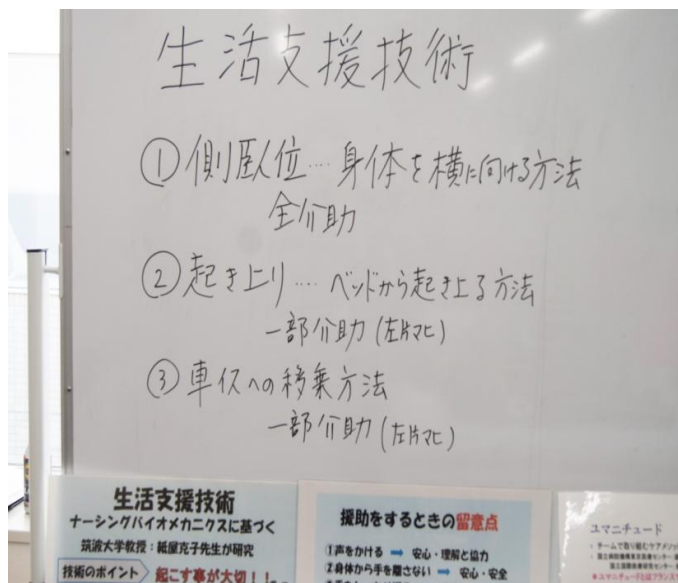 生活支援技術
①側臥位‥‥身体を横に向ける方法
全介助
②起き上り‥‥ベッドから起き上る方法
一部介助(左片マヒ)
③車イスへの移乗方法
一部介助(左片マヒ)
生活支援技術
ナーシングバイオメカニクスに基づく
筑波大学教授:紙屋克子先生が研究
技術のポイント
起こす事が大切!!
援助をするときの留意点
①声をかける ➡ 安心・理解と協力
②身体から手を離さない ➡ 安心・安全
ユマニチュード